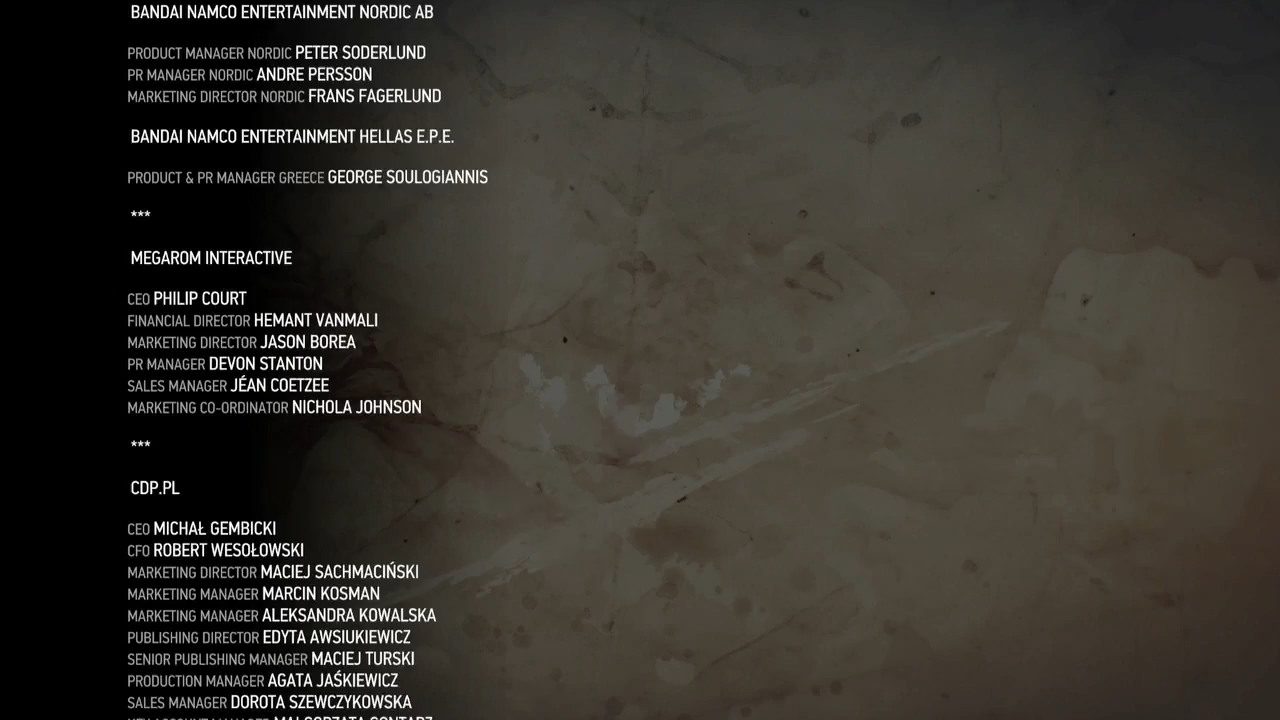 BANDAI NAMCO ENTERTAINMENT NORDIC AB
PRODUCT MANAGER NORDIC PETER SODERLUND
PR MANAGER NORDIC ANDRE PERSSON
MARKETING DIRECTOR NORDIC FRANS FAGERLUND
BANDAI NAMCO ENTERTAINMENT HELLAS E.P.E.
PRODUCT & PR MANAGER GREECE GEORGE SOULOGIANNIS
***
MEGAROM INTERACTIVE
CEO PHILIP COURT
FINANCIAL DIRECTOR HEMANT VANMALI
MARKETING DIRECTOR JASON BOREA
PR MANAGER DEVON STANTON
SALES MANAGER JÉAN COETZEE
MARKETING CO-ORDINATOR NICHOLA JOHNSON
***
CDP.PL
CEO MICHAŁ GEMBICKI
CFO ROBERT WESOŁOWSKI
MARKETING DIRECTOR MACIEJ SACHMACIŃSKI
MARKETING MANAGER MARCIN KOSMAN
MARKETING MANAGER ALEKSANDRA KOWALSKA
PUBLISHING DIRECTOR EDYTA AWSIUKIEWICZ
SENIOR PUBLISHING MANAGER MACIEJ TURSKI
PRODUCTION MANAGER AGATA JAŚKIEWICZ
SALES MANAGER DOROTA SZEWCZYKOWSKA